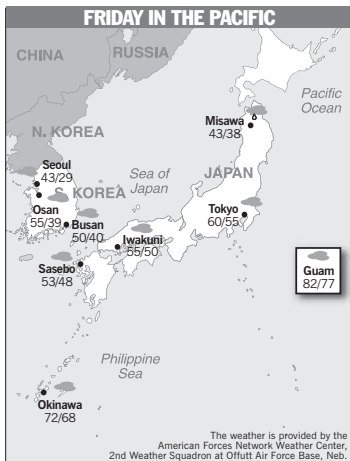 FRIDAY IN THE PACIFIC
CHINA
RUSSIA
Pacific
Ocean
Misawa
43/38
N. KOREA
Seoul
43/29
Sea of
Japan
JAPAN
S. KOREA
Osan
55/39
Busan
50/40
Iwakuni
55/50
Tokyo
60/55
Sasebo
53/48
Guam
82/77
Philippine
Sea
Okinawa
72/68
The weather is provided by the
American Forces Network Weather Center,
2nd Weather Squadron at Offutt Air Force Base, Neb.